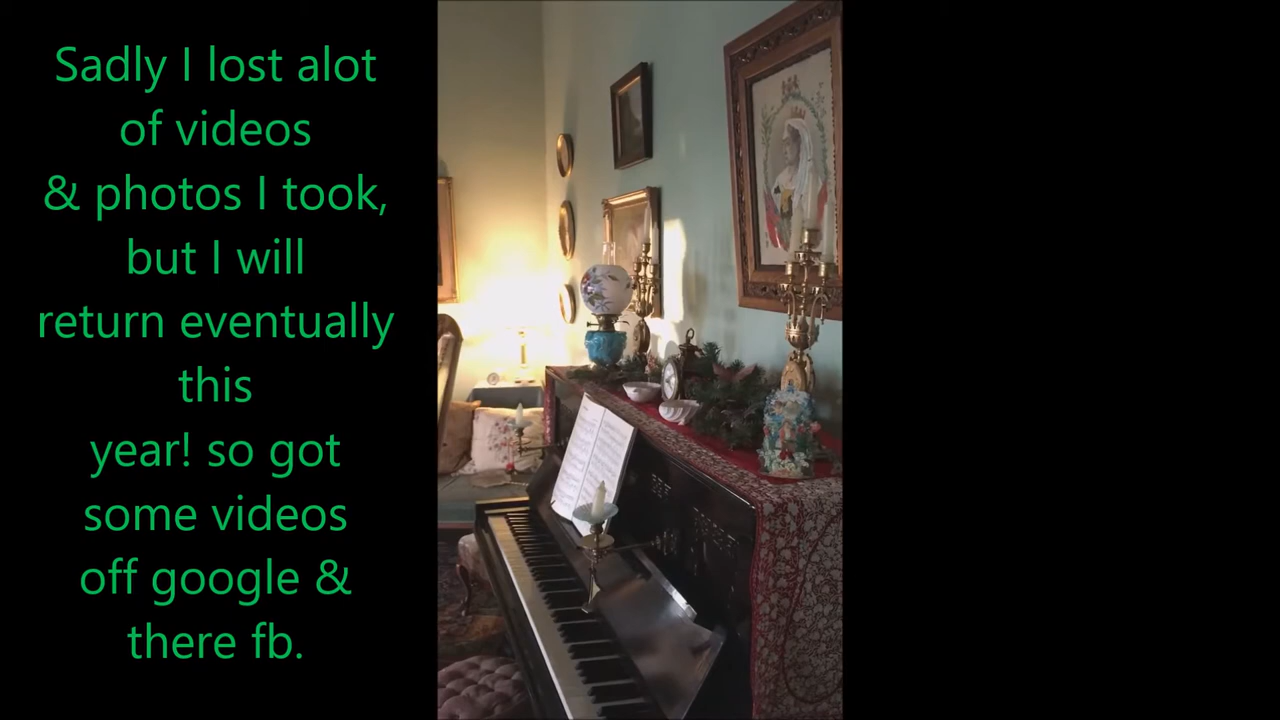 Sadly I lost alot
of videos
& photos I took,
but I will
return eventually
this
year! so got
some videos
off google &
there fb.